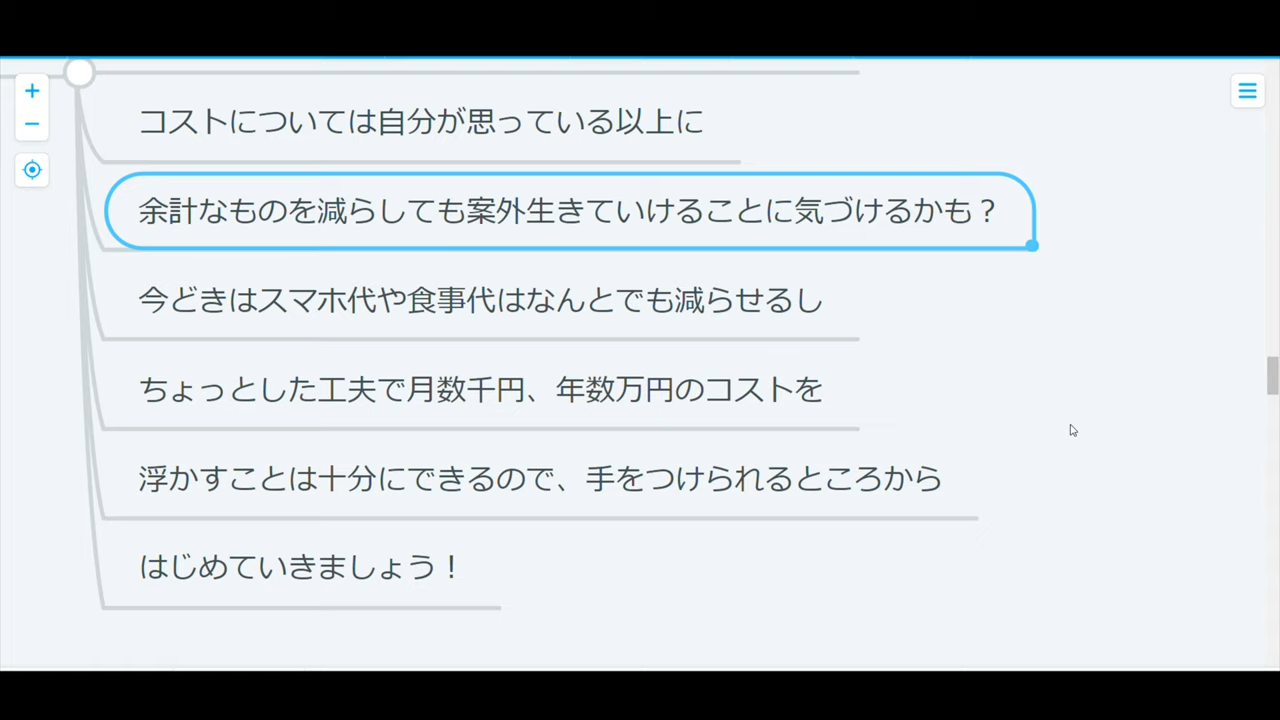 コストについては自分が思っている以上に
余計なものを減らしても案外生きていけることに気づけるかも？
今どきはスマホ代や食事代はなんとでも減らせるし
ちょっとした工夫で月数千円、年数万円のコストを
浮かすことは十分にできるので、手をつけられるところから
はじめていきましょう！